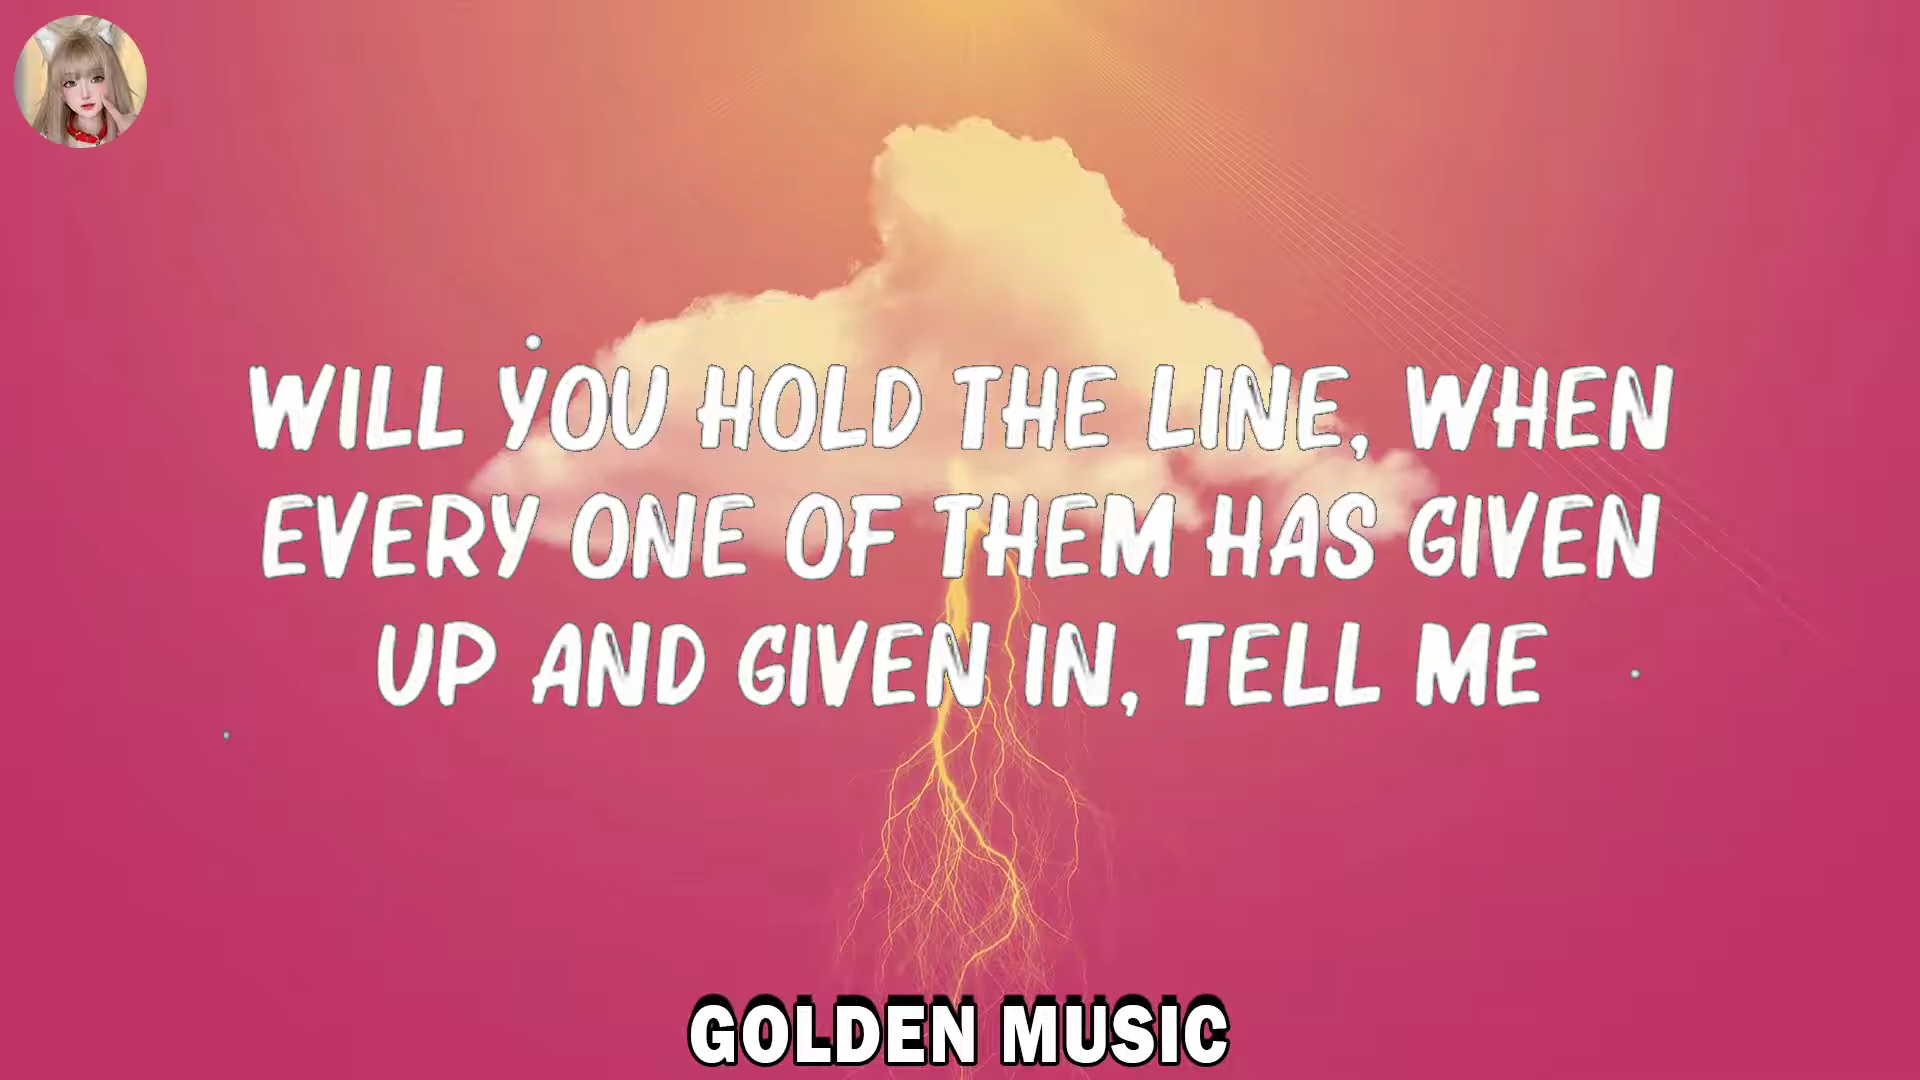 WILL YOU HOLD THE LINE, WHEN
EVERY ONE OF THEM HAS GIVEN
UP AND GIVEN IN, TELL ME
GOLDEN MUSIC